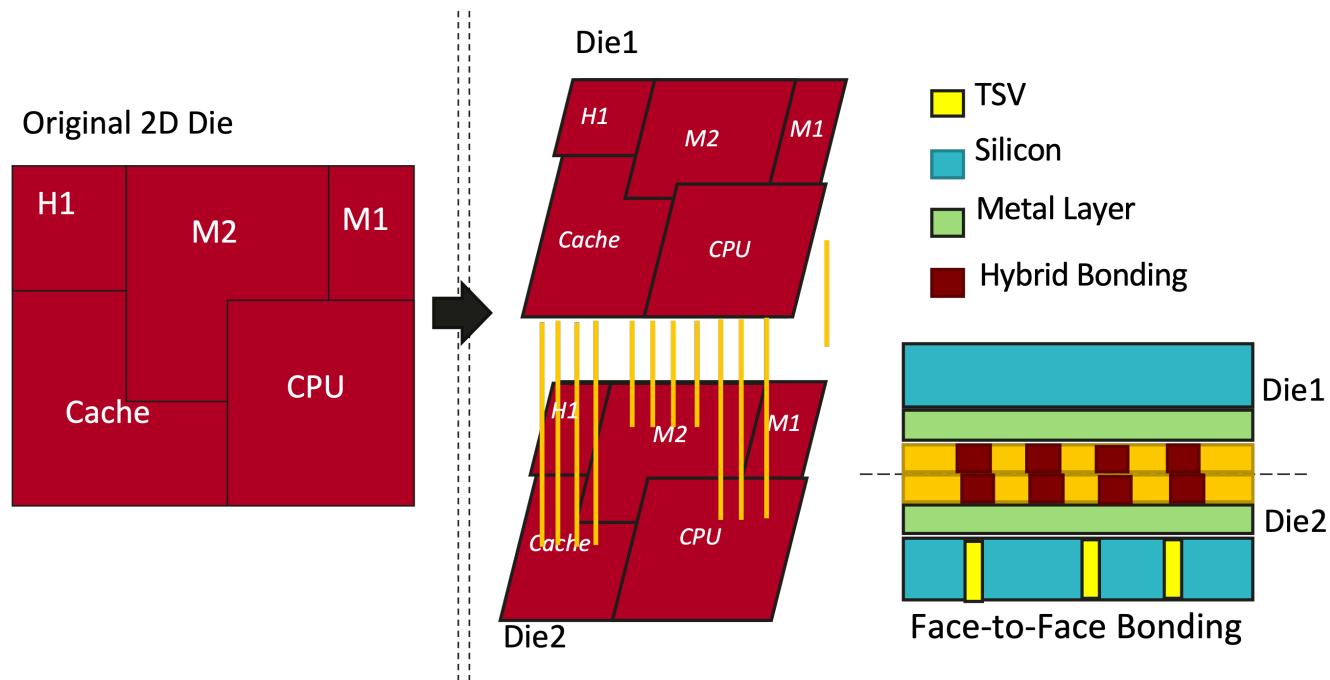 Original 2D Die
H1
M2
M1
Cache
CPU
Die1
H1
M2
M1
Cache
CPU
H1
M2
M1
Cache
CPU
Die2
TSV
Silicon
Metal Layer
Hybrid Bonding
Die1
Die2
Face-to-Face Bonding